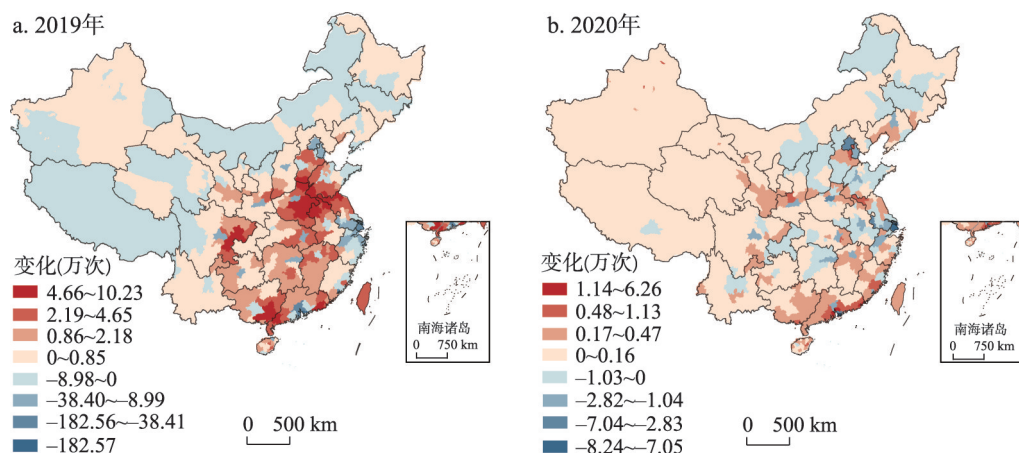 a. 2019年
变化(万次)
4.66~10.23
2.19~4.65
0.86~2.18
0~0.85
–8.98~0
–38.40~–8.99
–182.56~–38.41
–182.57
0 500 km
南海诸岛
0 750 km
b. 2020年
变化(万次)
1.14~6.26
0.48~1.13
0.17~0.47
0~0.16
–1.03~0
–2.82~–1.04
–7.04~–2.83
–8.24~–7.05
0 500 km
南海诸岛
0 750 km